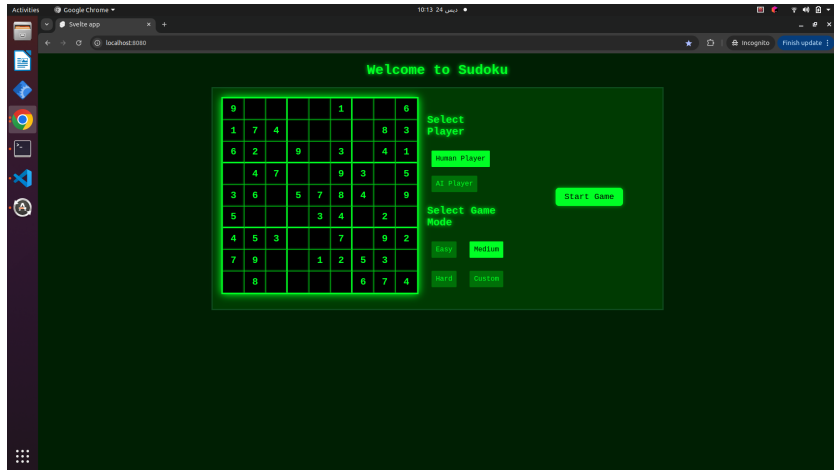 Activities Google Chrome 10:13 24 ديس
Svelte app
localhost:8080 Incognito Finish update
Welcome to Sudoku
9 1 6
1 7 4 8 3
6 2 9 3 4 1
4 7 9 3 5
3 6 5 7 8 4 9
5 3 4 2
4 5 3 7 9 2
7 9 1 2 5 3
8 6 7 4
Select
Player
Human Player
AI Player
Select Game
Mode
Easy Medium
Hard Custom
Start Game